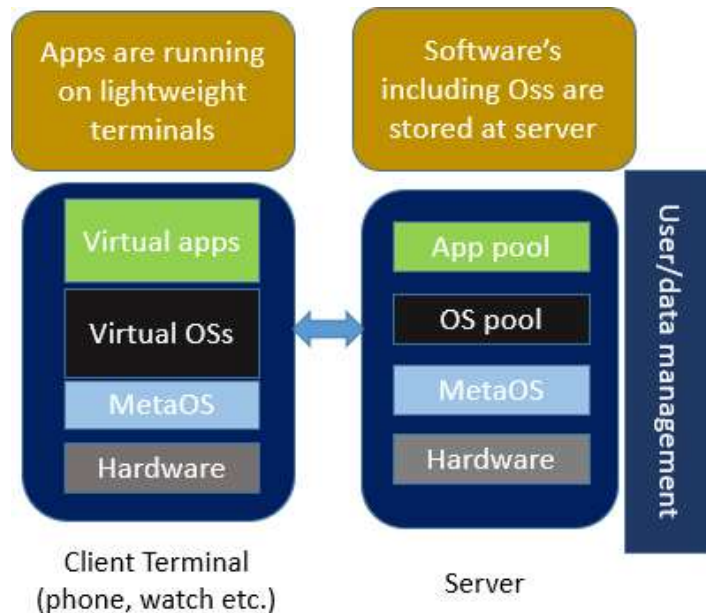 Apps are running
on lightweight
terminals
Software's
including Oss are
stored at server
Virtual apps
Virtual OSs
MetaOS
Hardware
App pool
OS pool
MetaOS
Hardware
User/data management
Client Terminal
(phone, watch etc.)
Server